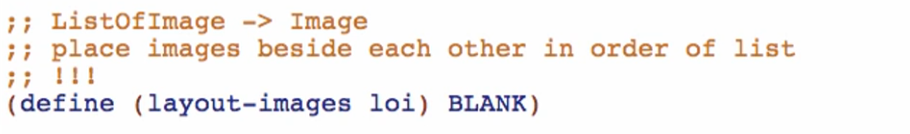 ;; ListOfImage -> Image
;; place images beside each other in order of list
;; !!!
(define (layout-images loi) BLANK)